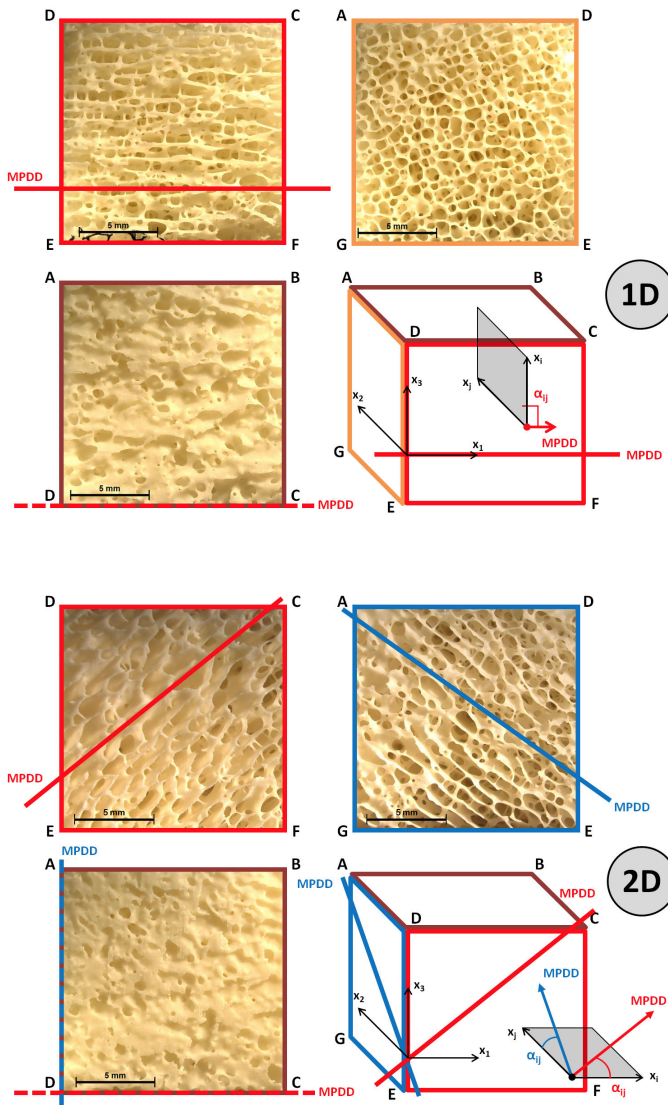 D C
MPDD
E F
5 mm
A D
G E
5 mm
A B
D C
MPDD
5 mm
A B
D C
G
E F
x₁
x₂
x₃
xᵢ
xⱼ
αᵢⱼ
MPDD
MPDD
1D
D C
MPDD
E F
5 mm
A D
G E
MPDD
5 mm
MPDD
A B
D C
MPDD
5 mm
A B
MPDD
MPDD
D C
G
E F
x₁
x₂
x₃
MPDD
MPDD
xⱼ
αᵢⱼ
αᵢⱼ
xᵢ
2D